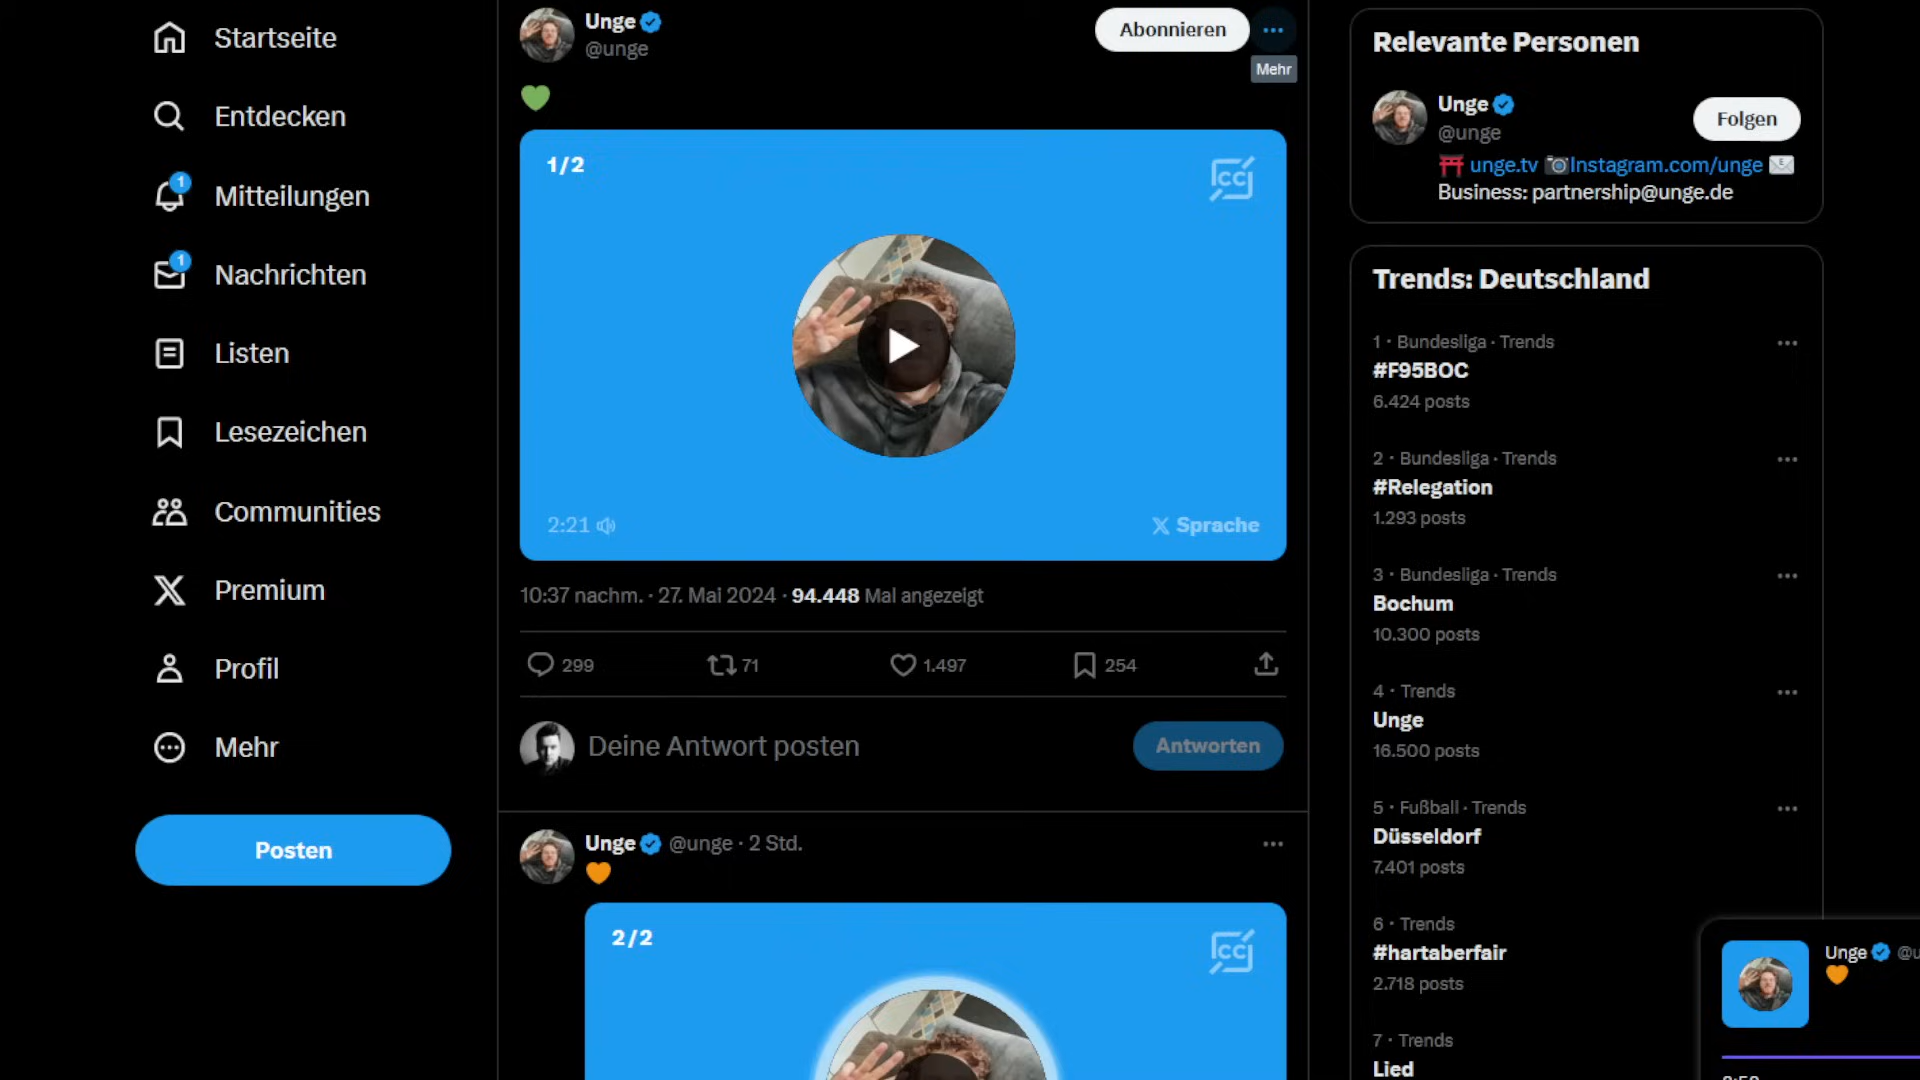 Startseite
Entdecken
1
Mitteilungen
1
Nachrichten
Listen
Lesezeichen
Communities
Premium
Profil
Mehr
Posten
Unge
@unge
Abonnieren
Mehr
1/2
CC
2:21
Sprache
10:37 nachm. · 27. Mai 2024 · 94.448 Mal angezeigt
299
71
1.497
254
Deine Antwort posten
Antworten
Unge @unge · 2 Std.
2/2
CC
Relevante Personen
Unge
@unge
Folgen
unge.tv Instagram.com/unge
Business: partnership@unge.de
Trends: Deutschland
1 · Bundesliga · Trends
#F95BOC
6.424 posts
2 · Bundesliga · Trends
#Relegation
1.293 posts
3 · Bundesliga · Trends
Bochum
10.300 posts
4 · Trends
Unge
16.500 posts
5 · Fußball · Trends
Düsseldorf
7.401 posts
6 · Trends
#hartaberfair
2.718 posts
7 · Trends
Lied
Unge